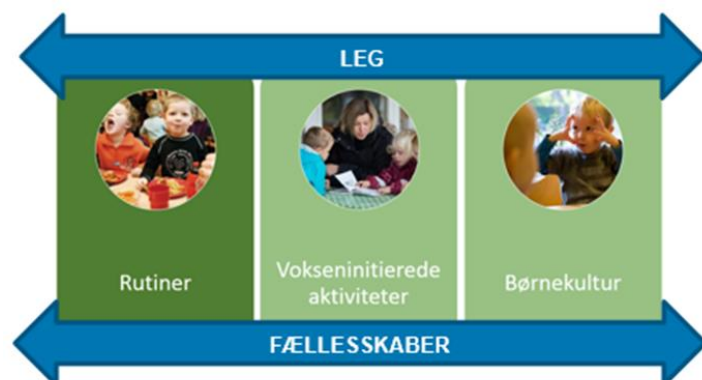 LEG
Rutiner
Vokseninitierede
aktiviteter
Børnekultur
FÆLLESSKABER